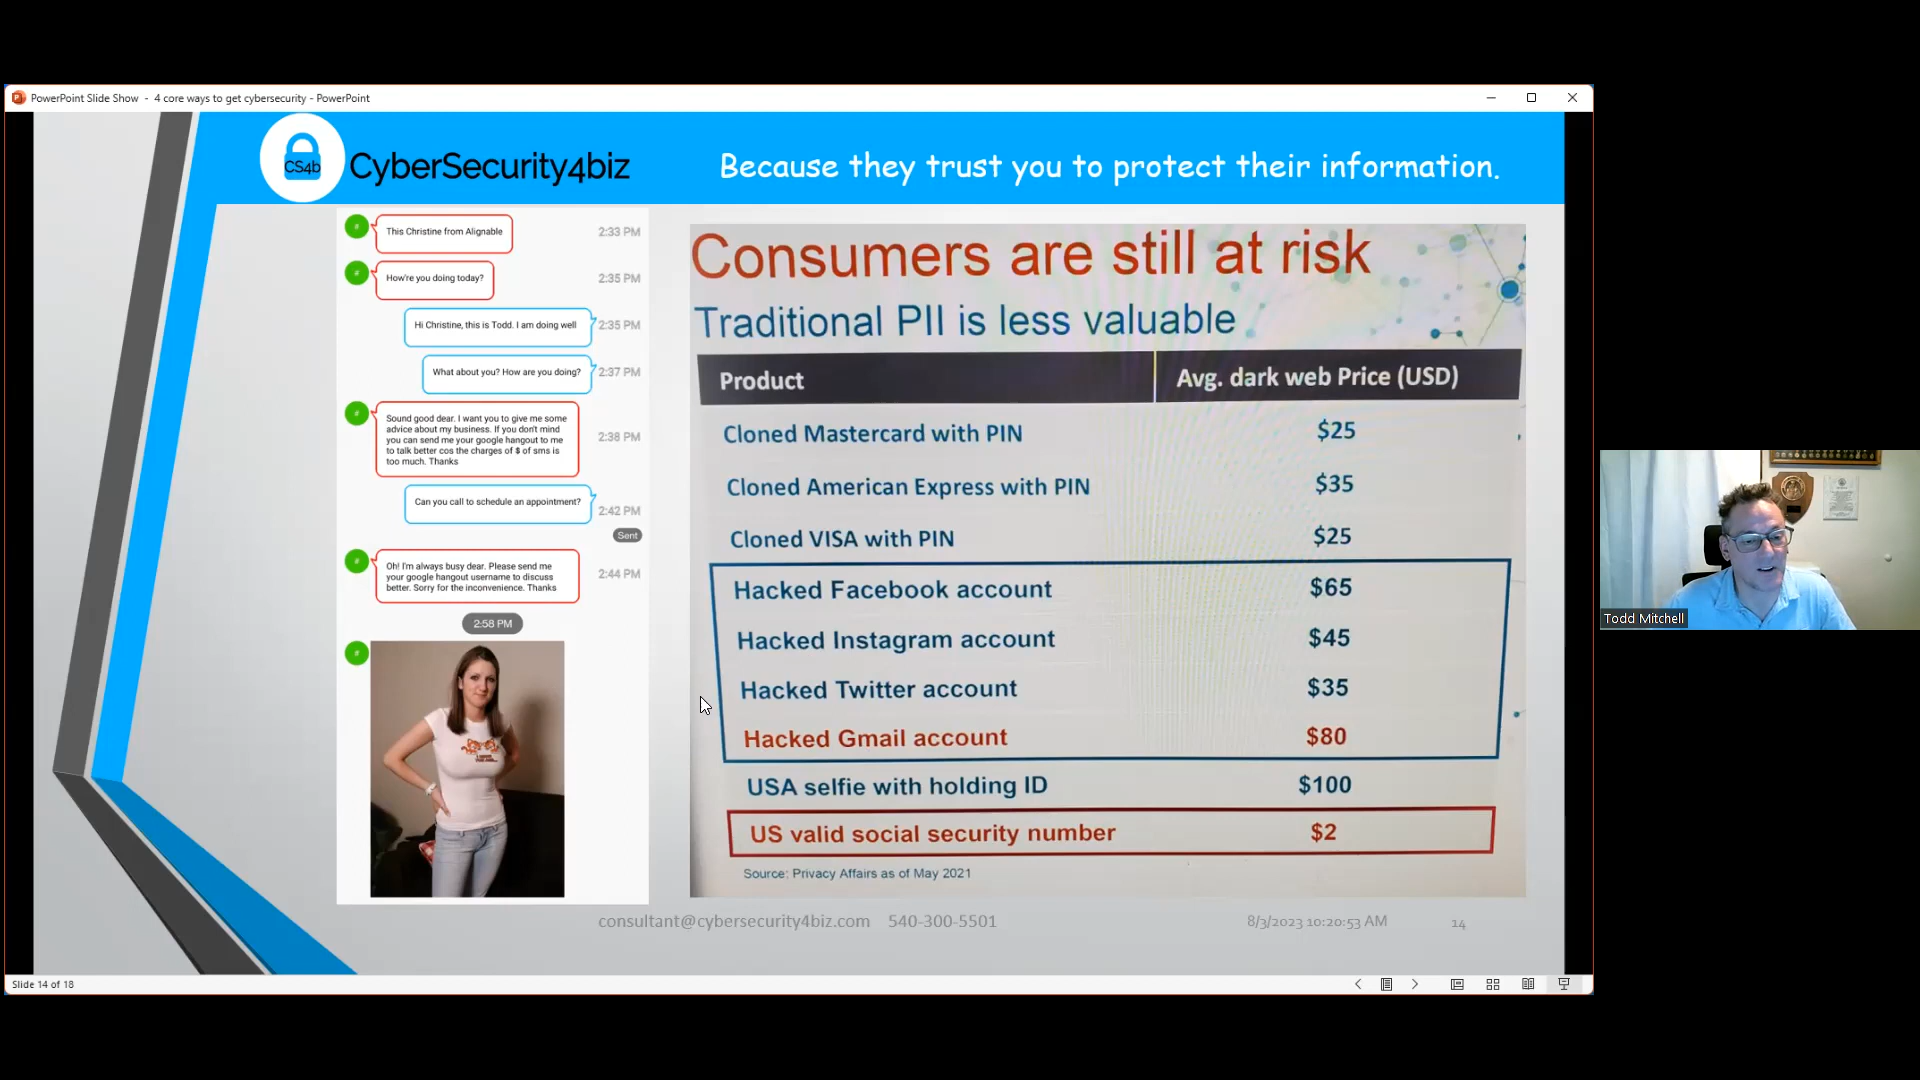 PowerPoint Slide Show - 4 core ways to get cybersecurity - PowerPoint
CS4b
CyberSecurity4biz
Because they trust you to protect their information.
This Christine from Alignable
2:33 PM
How're you doing today?
2:35 PM
Hi Christine, this is Todd. I am doing well
2:35 PM
What about you? How are you doing?
2:37 PM
Sound good dear. I want you to give me some
advice about my business. If you don't mind
you can send me your google hangout to me
to talk better cos the charges of $ of sms is
too much. Thanks
2:38 PM
Can you call to schedule an appointment?
2:42 PM
Sent
Oh! I'm always busy dear. Please send me
your google hangout username to discuss
better. Sorry for the inconvenience. Thanks
2:44 PM
2:58 PM
Consumers are still at risk
Traditional PII is less valuable
Product Avg. dark web Price (USD)
Cloned Mastercard with PIN $25
Cloned American Express with PIN $35
Cloned VISA with PIN $25
Hacked Facebook account $65
Hacked Instagram account $45
Hacked Twitter account $35
Hacked Gmail account $80
USA selfie with holding ID $100
US valid social security number $2
Source: Privacy Affairs as of May 2021
consultant@cybersecurity4biz.com 540-300-5501
8/3/2023 10:20:53 AM
14
Slide 14 of 18
Todd Mitchell